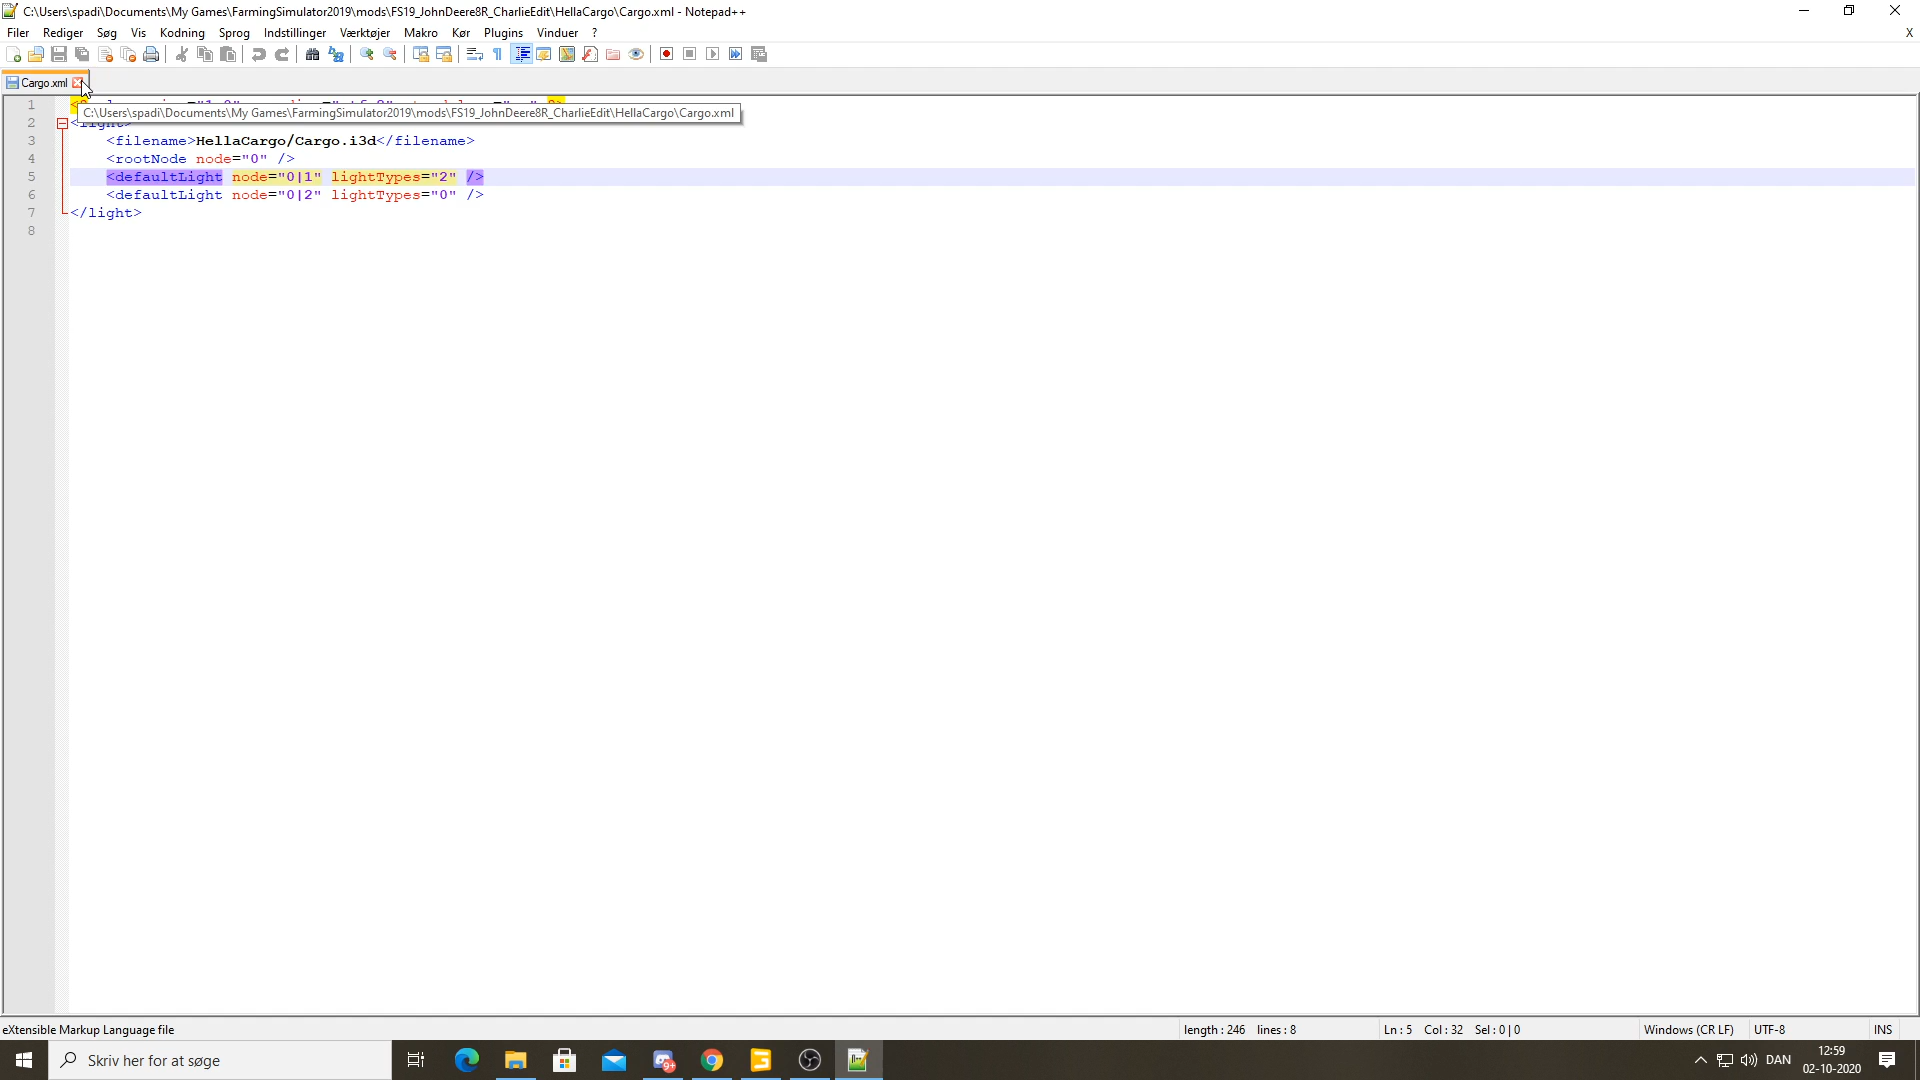 C:\Users\spadi\Documents\My Games\FarmingSimulator2019\mods\FS19_JohnDeere8R_CharlieEdit\HellaCargo\Cargo.xml - Notepad++
Filer Rediger Søg Vis Kodning Sprog Indstillinger Værktøjer Makro Kør Plugins Vinduer ? X
Cargo.xml
1
C:\Users\spadi\Documents\My Games\FarmingSimulator2019\mods\FS19_JohnDeere8R_CharlieEdit\HellaCargo\Cargo.xml
2 <light>
3 <filename>HellaCargo/Cargo.i3d</filename>
4 <rootNode node="0" />
5 <defaultLight node="0|1" lightTypes="2" />
6 <defaultLight node="0|2" lightTypes="0" />
7 </light>
8
eXtensible Markup Language file length : 246 lines : 8 Ln : 5 Col : 32 Sel : 0 | 0 Windows (CR LF) UTF-8 INS
Skriv her for at søge 9+ DAN 12:59
02-10-2020